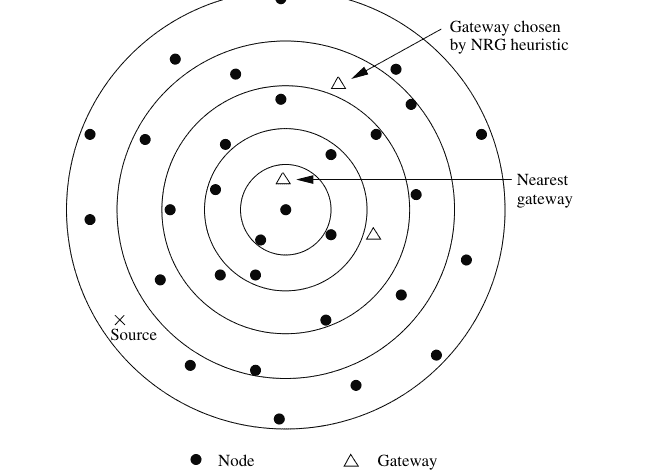 Gateway chosen
by NRG heuristic
Nearest
gateway
Source
Node
Gateway